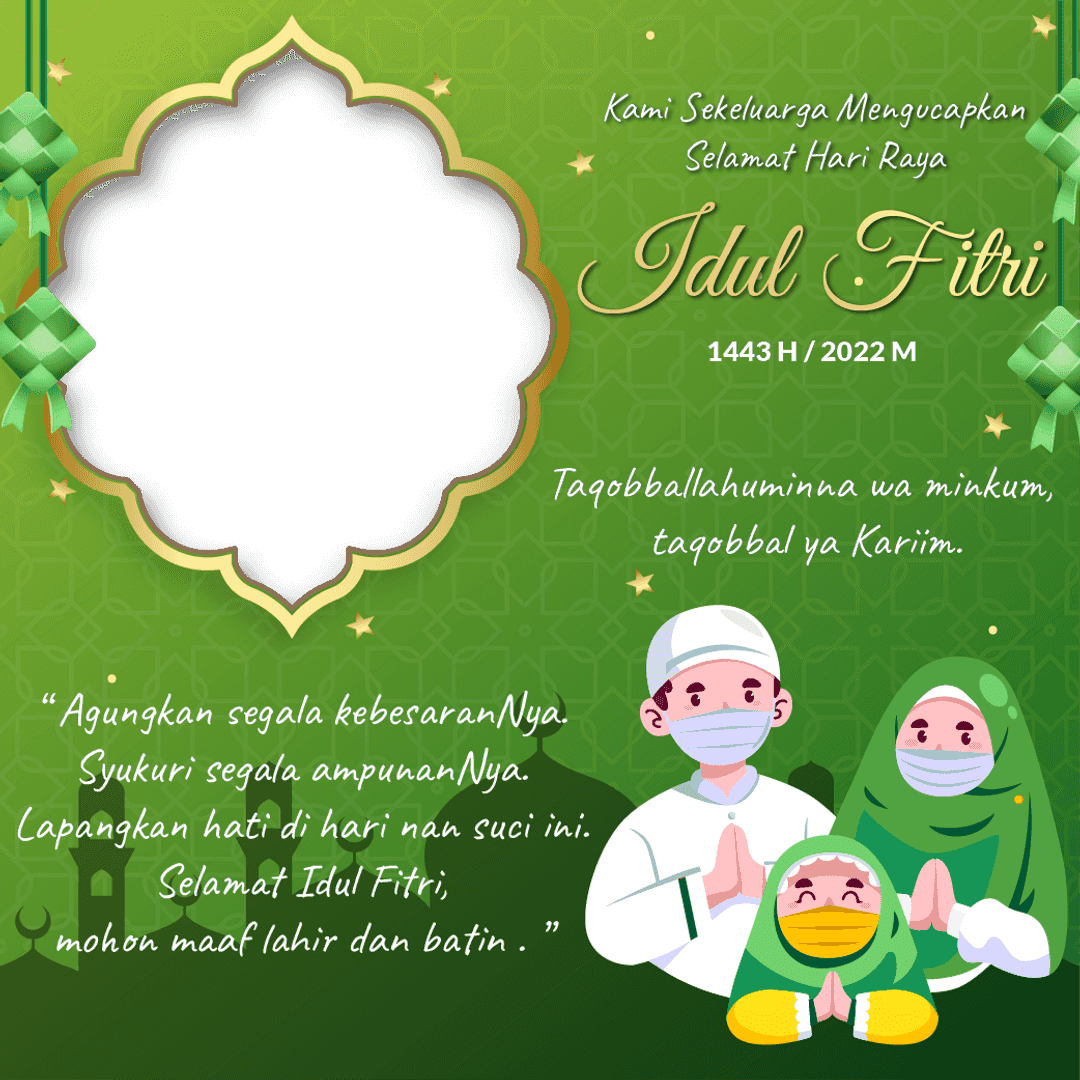 Kami Sekeluarga Mengucapkan
Selamat Hari Raya
Idul Fitri
1443 H / 2022 M
Taqobballahuminna wa minkum,
taqobbal ya Kariim.
“ Agungkan segala kebesaranNya.
Syukuri segala ampunanNya.
Lapangkan hati di hari nan suci ini.
Selamat Idul Fitri,
mohon maaf lahir dan batin . ”